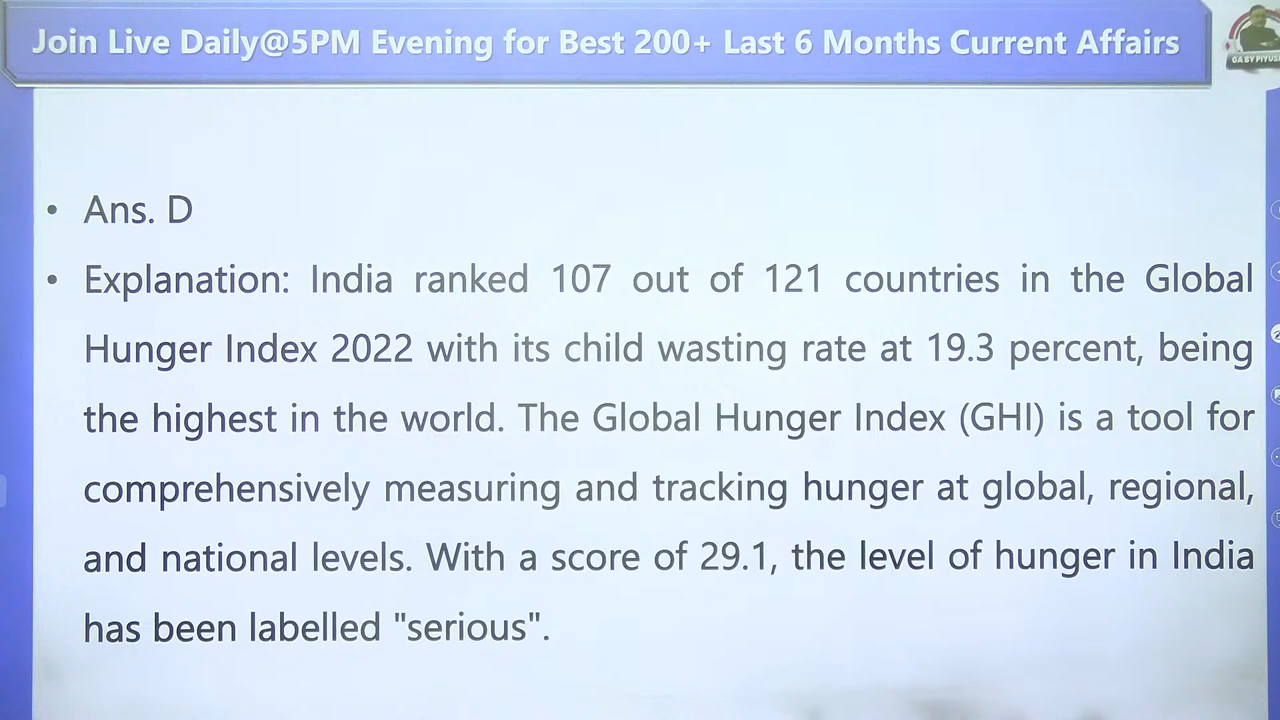 Join Live Daily@5PM Evening for Best 200+ Last 6 Months Current Affairs
GA BY PIYUSH
• Ans. D
• Explanation: India ranked 107 out of 121 countries in the Global
Hunger Index 2022 with its child wasting rate at 19.3 percent, being
the highest in the world. The Global Hunger Index (GHI) is a tool for
comprehensively measuring and tracking hunger at global, regional,
and national levels. With a score of 29.1, the level of hunger in India
has been labelled "serious".